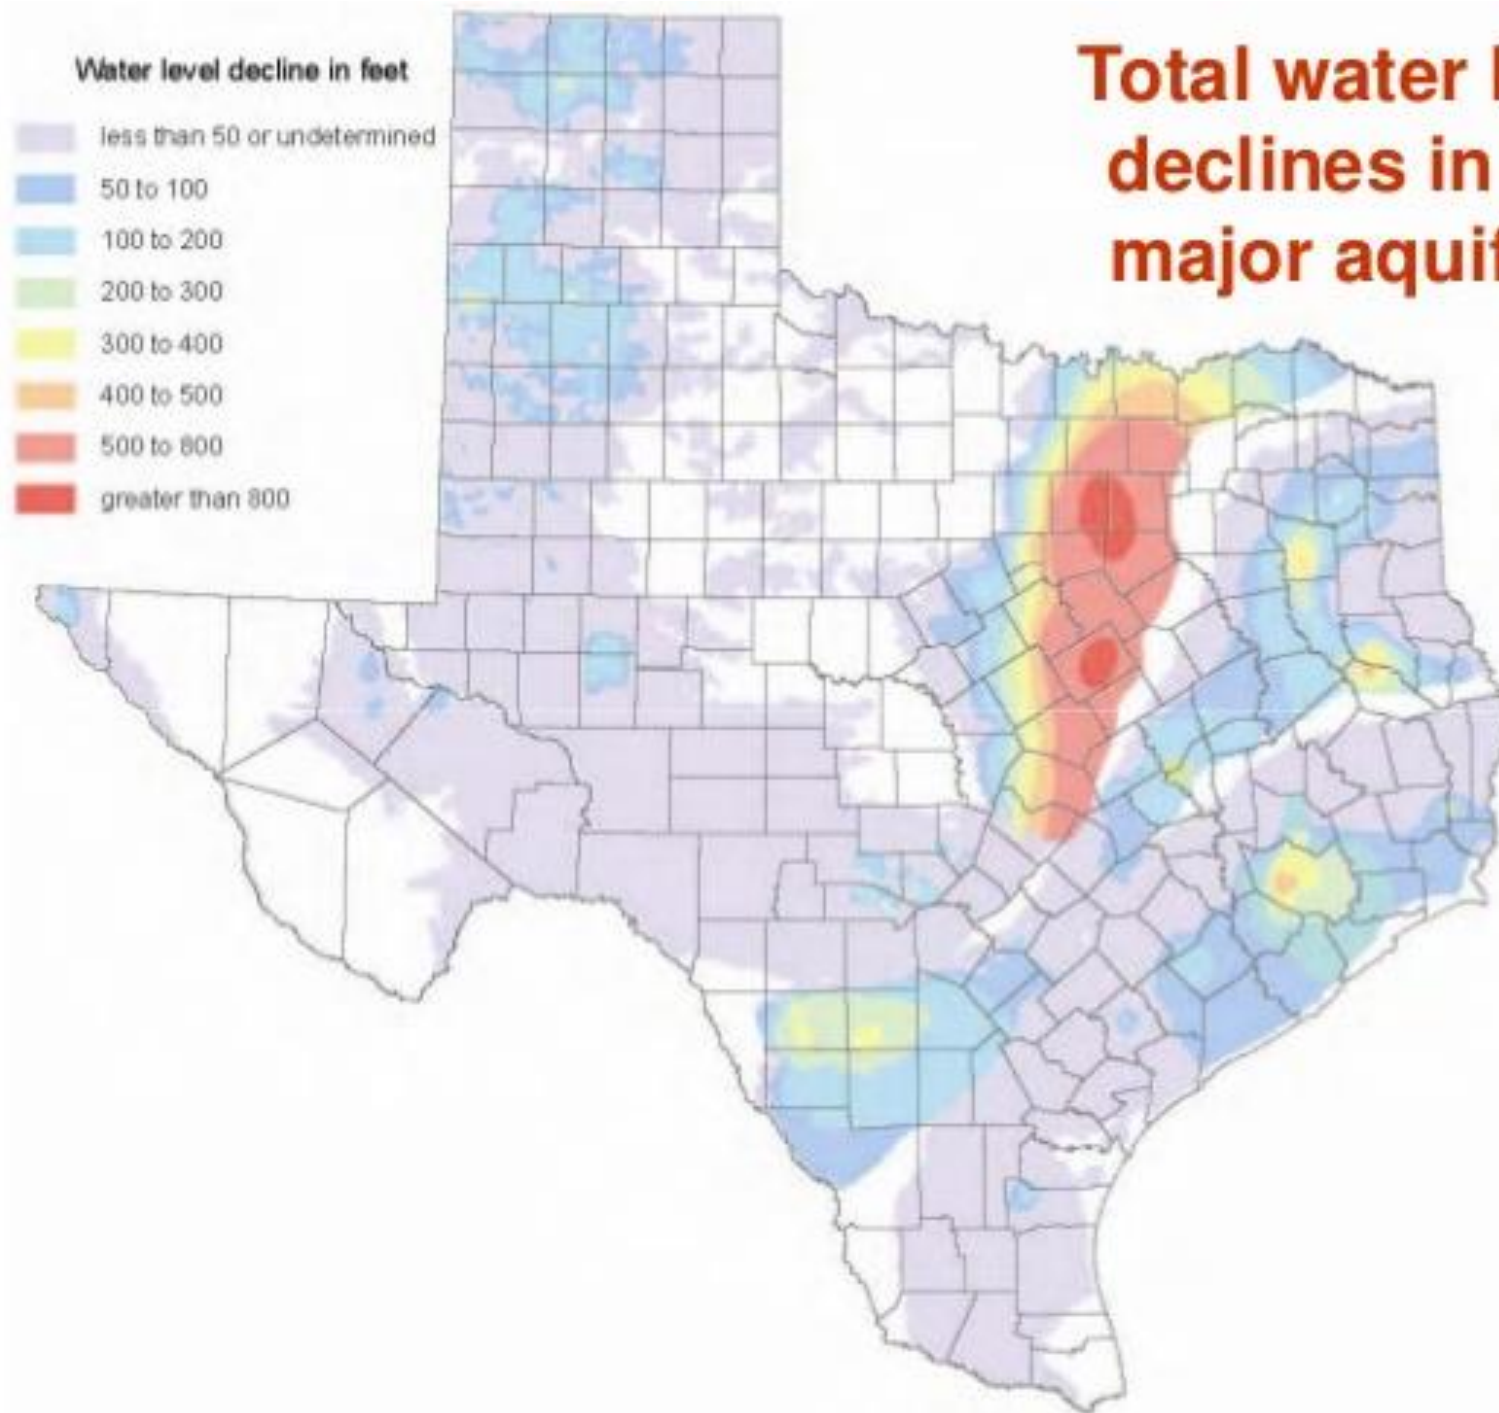 Water level decline in feet
less than 50 or undetermined
50 to 100
100 to 200
200 to 300
300 to 400
400 to 500
500 to 800
greater than 800
Total water
declines in
major aquif